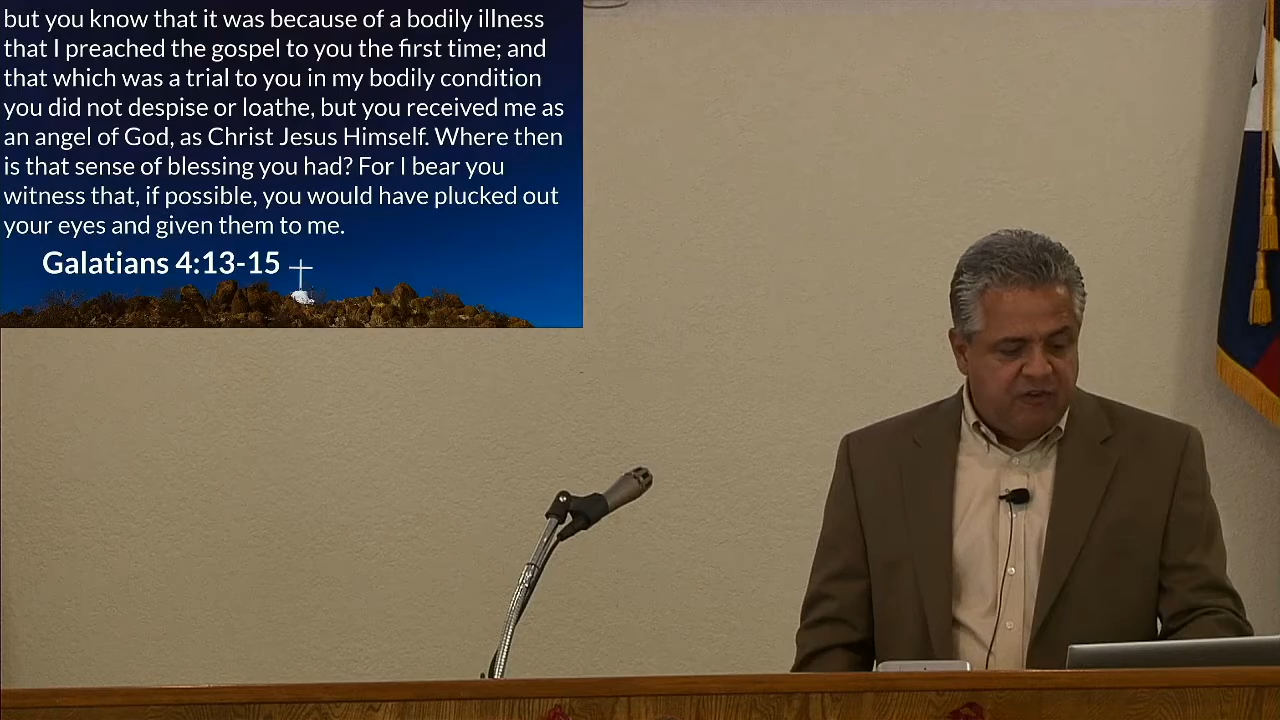 but you know that it was because of a bodily illness
that I preached the gospel to you the first time; and
that which was a trial to you in my bodily condition
you did not despise or loathe, but you received me as
an angel of God, as Christ Jesus Himself. Where then
is that sense of blessing you had? For I bear you
witness that, if possible, you would have plucked out
your eyes and given them to me.
Galatians 4:13-15